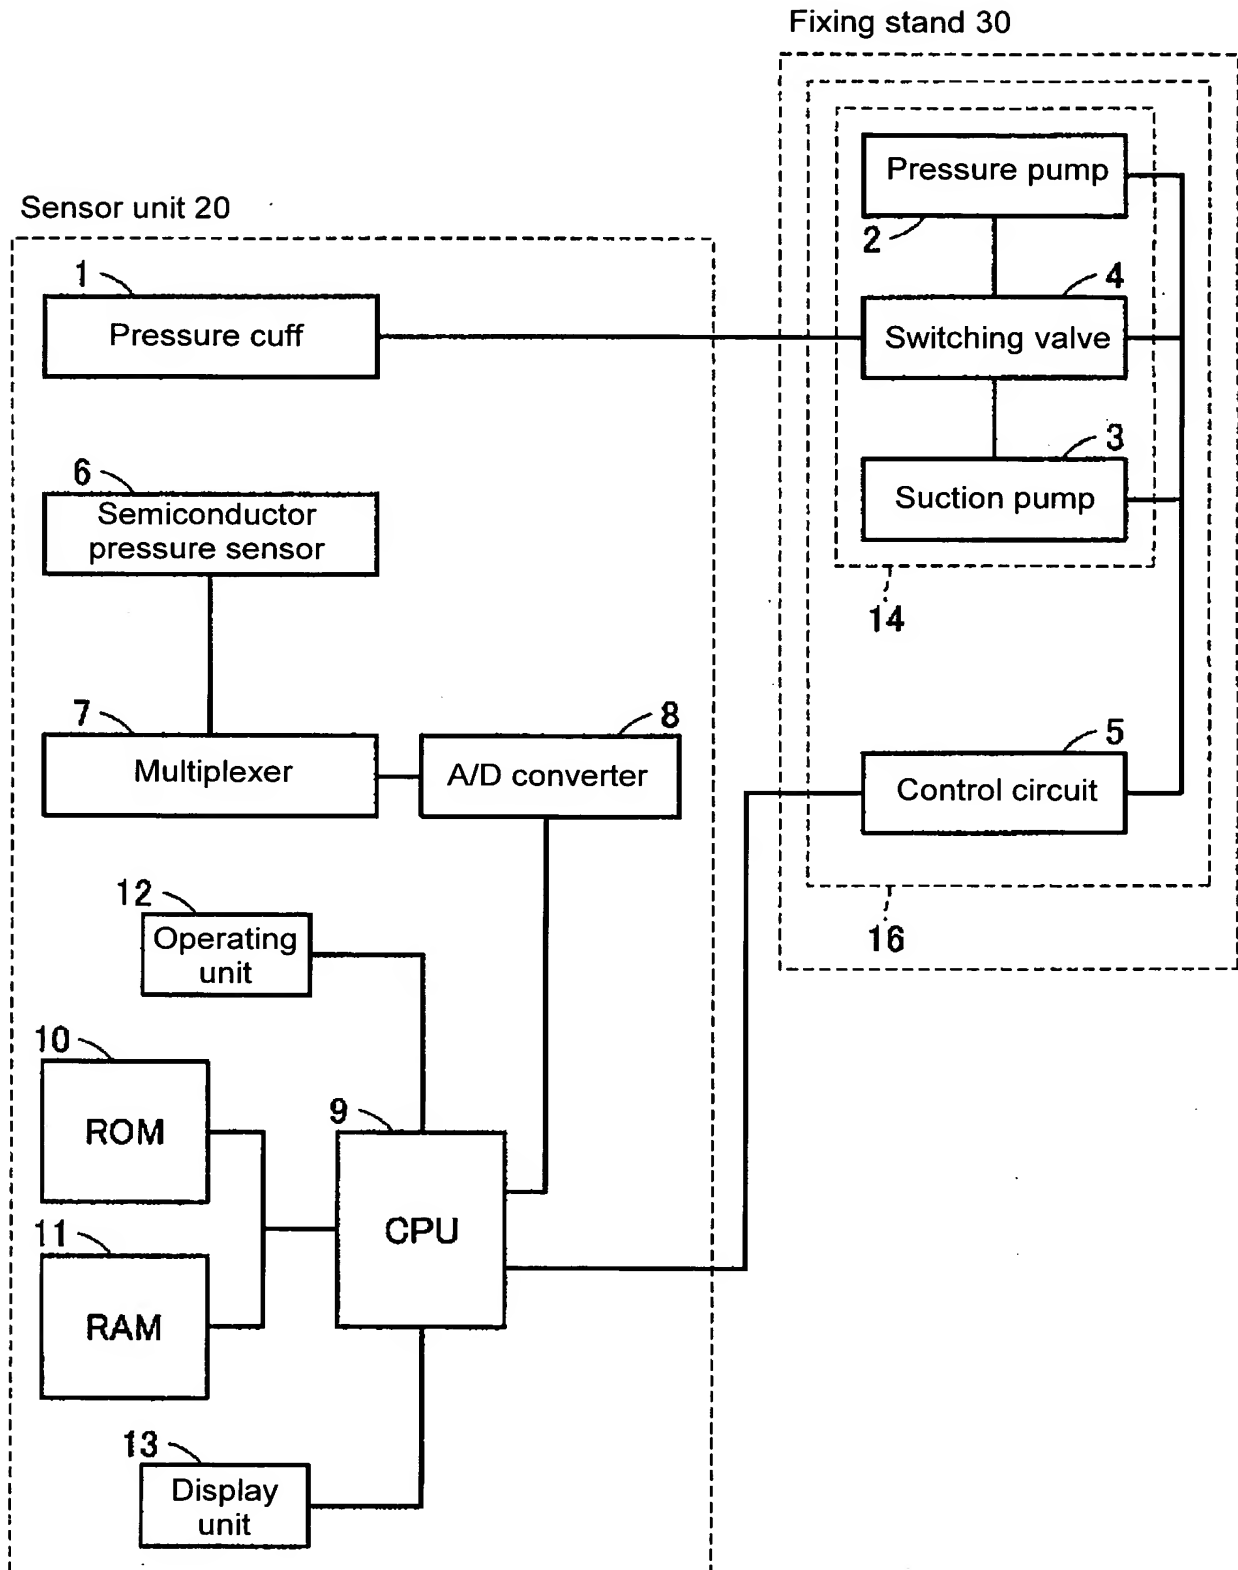 Fixing stand 30
Pressure pump
2
Sensor unit 20
1
Pressure cuff
4
Switching valve
3
Suction pump
14
6
Semiconductor
pressure sensor
7
Multiplexer
8
A/D converter
5
Control circuit
16
12
Operating
unit
10
ROM
9
CPU
11
RAM
13
Display
unit